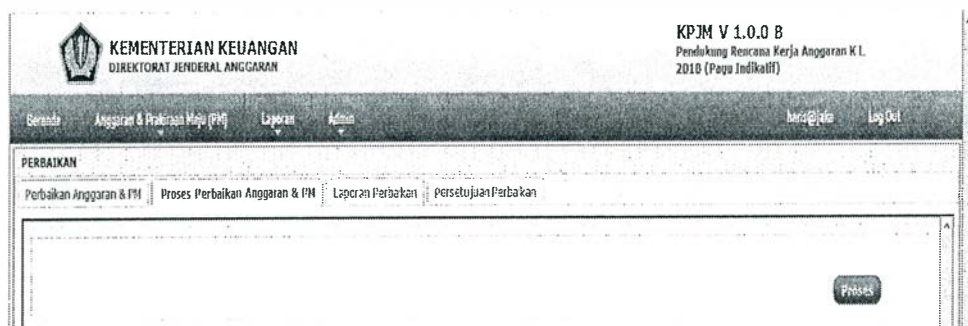 KEMENTERIAN KEUANGAN
DIREKTORAT JENDERAL ANGGARAN
KPJM V 1.0.0 B
Pendukung Rencana Kerja Anggaran K L
2018 (Pagu Indikatif)
Beranda Anggaran & Prakiraan Maju (PM) Laporan Admin haris@jaka Log Out
PERBAIKAN
Perbaikan Anggaran & PM Proses Perbaikan Anggaran & PM Laporan Perbaikan Persetujuan Perbaikan
Proses